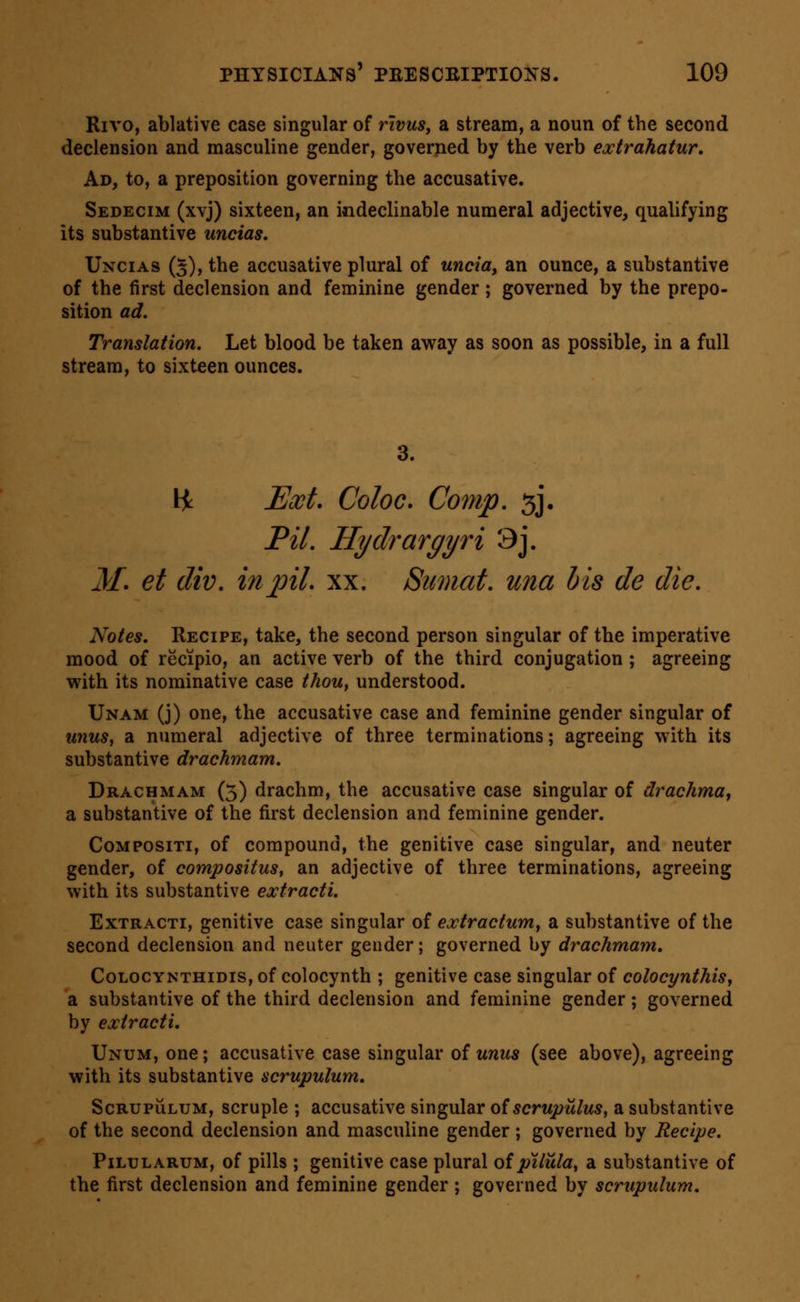 PHYSICIANS' PRESCRIPTIONS. 109
Rivo, ablative case singular of rīvus, a stream, a noun of the second
declension and masculine gender, governed by the verb extrahatur.
Ad, to, a preposition governing the accusative.
Sedecim (xvj) sixteen, an indeclinable numeral adjective, qualifying
its substantive uncias.
Uncias (℥), the accusative plural of uncia, an ounce, a substantive
of the first declension and feminine gender; governed by the prepo-
sition ad.
Translation. Let blood be taken away as soon as possible, in a full
stream, to sixteen ounces.
3.
℞ Ext. Coloc. Comp. ʒj.
Pil. Hydrargyri ℈j.
M. et div. in pil. xx. Sumat. una bis de die.
Notes. Recipe, take, the second person singular of the imperative
mood of rĕcĭpio, an active verb of the third conjugation; agreeing
with its nominative case thou, understood.
Unam (j) one, the accusative case and feminine gender singular of
unus, a numeral adjective of three terminations; agreeing with its
substantive drachmam.
Drachmam (ʒ) drachm, the accusative case singular of drachma,
a substantive of the first declension and feminine gender.
Compositi, of compound, the genitive case singular, and neuter
gender, of compositus, an adjective of three terminations, agreeing
with its substantive extracti.
Extracti, genitive case singular of extractum, a substantive of the
second declension and neuter gender; governed by drachmam.
Colocynthidis, of colocynth; genitive case singular of colocynthis,
a substantive of the third declension and feminine gender; governed
by extracti.
Unum, one; accusative case singular of unus (see above), agreeing
with its substantive scrupulum.
Scrupŭlum, scruple; accusative singular of scrupŭlus, a substantive
of the second declension and masculine gender; governed by Recipe.
Pilularum, of pills; genitive case plural of pĭlŭla, a substantive of
the first declension and feminine gender; governed by scrupulum.